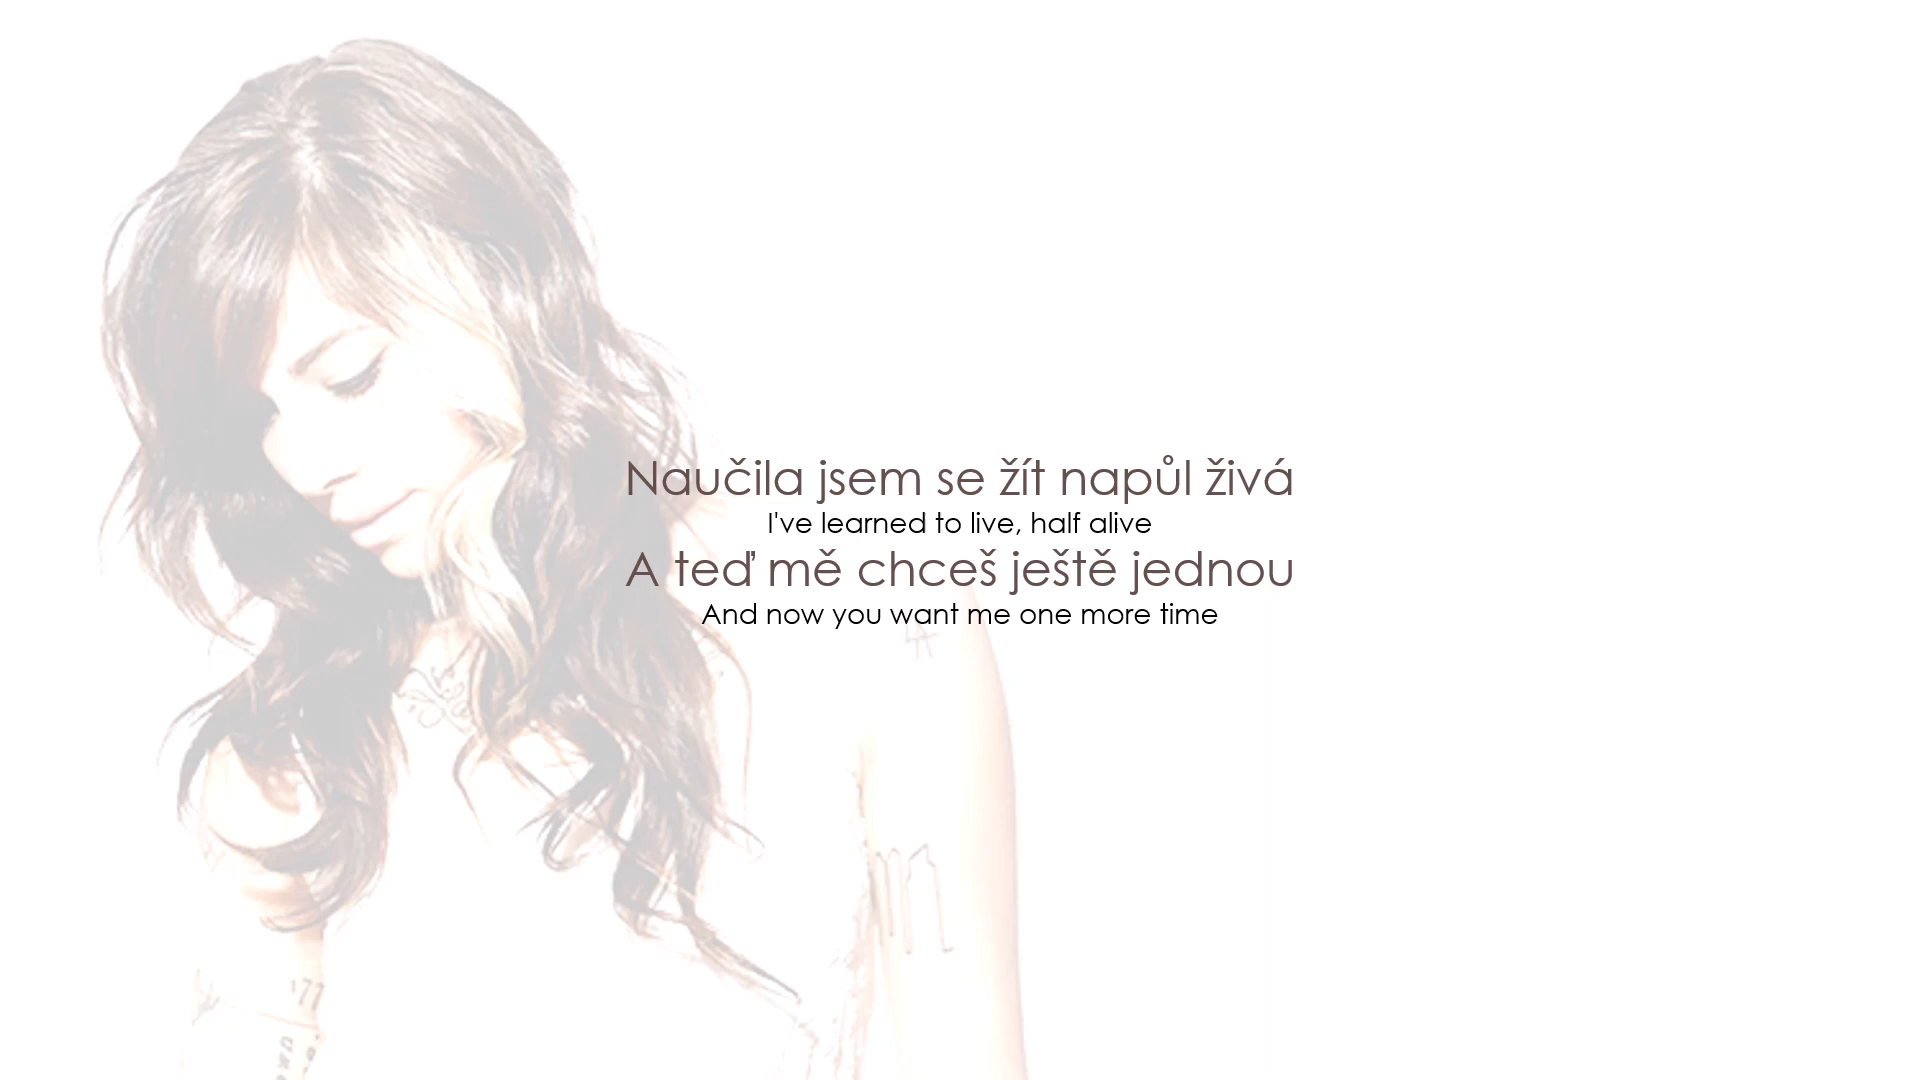 Naučila jsem se žít napůl živá
I've learned to live, half alive
A teď mě chceš ještě jednou
And now you want me one more time
177